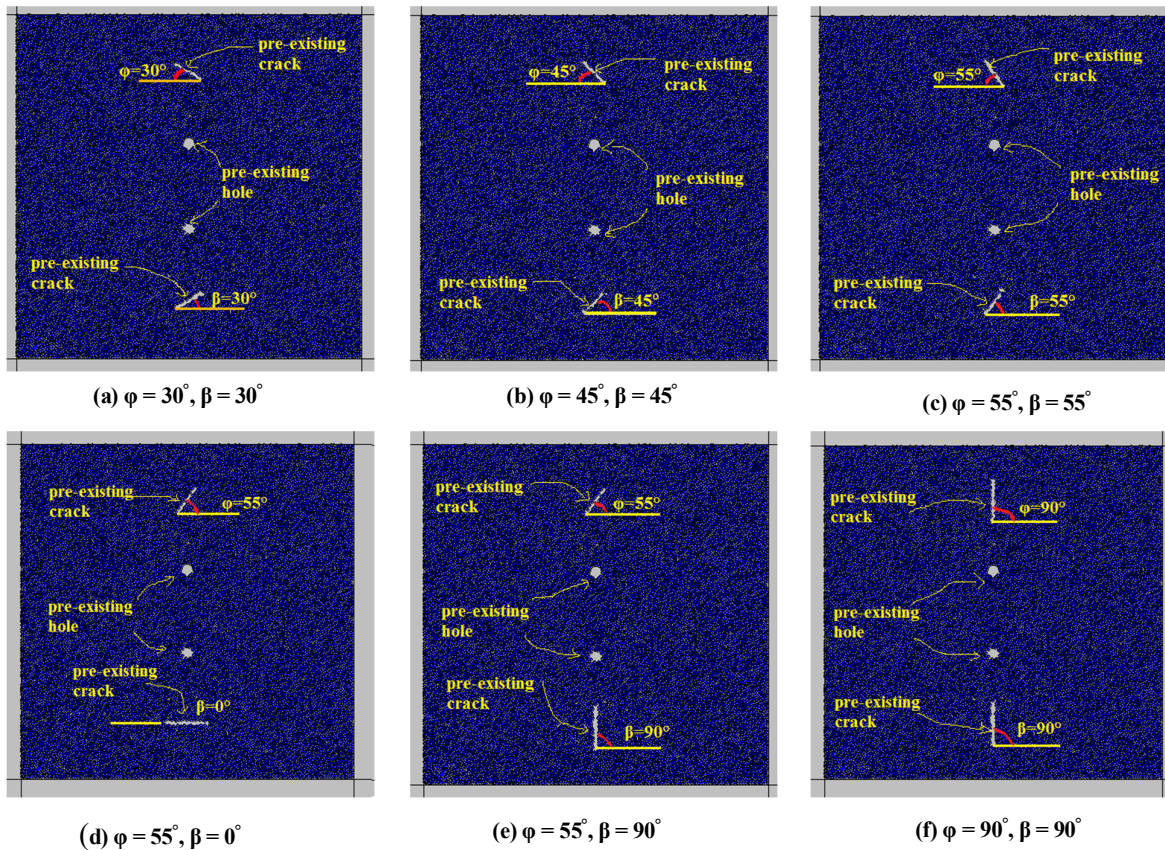 pre-existing
crack
φ=30°
pre-existing
hole
pre-existing
crack
β=30°
(a) φ = 30°, β = 30°
φ=45°
pre-existing
crack
pre-existing
hole
pre-existing
crack
β=45°
(b) φ = 45°, β = 45°
pre-existing
crack
φ=55°
pre-existing
hole
pre-existing
crack
β=55°
(c) φ = 55°, β = 55°
pre-existing
crack
φ=55°
pre-existing
hole
pre-existing
crack
β=0°
(d) φ = 55°, β = 0°
pre-existing
crack
φ=55°
pre-existing
hole
pre-existing
crack
β=90°
(e) φ = 55°, β = 90°
pre-existing
crack
φ=90°
pre-existing
hole
pre-existing
crack
β=90°
(f) φ = 90°, β = 90°